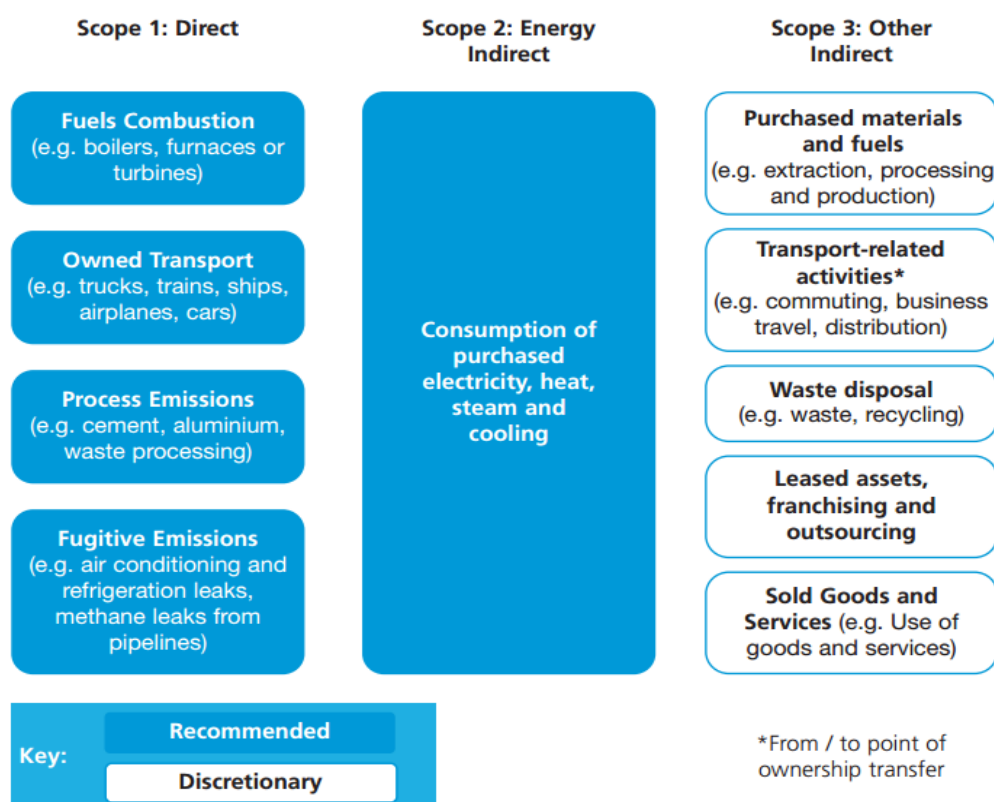 Scope 1: Direct
Fuels Combustion
(e.g. boilers, furnaces or
turbines)
Owned Transport
(e.g. trucks, trains, ships,
airplanes, cars)
Process Emissions
(e.g. cement, aluminium,
waste processing)
Fugitive Emissions
(e.g. air conditioning and
refrigeration leaks,
methane leaks from
pipelines)
Scope 2: Energy
Indirect
Consumption of
purchased
electricity, heat,
steam and
cooling
Scope 3: Other
Indirect
Purchased materials
and fuels
(e.g. extraction, processing
and production)
Transport-related
activities*
(e.g. commuting, business
travel, distribution)
Waste disposal
(e.g. waste, recycling)
Leased assets,
franchising and
outsourcing
Sold Goods and
Services (e.g. Use of
goods and services)
Key:
Recommended
Discretionary
*From / to point of
ownership transfer